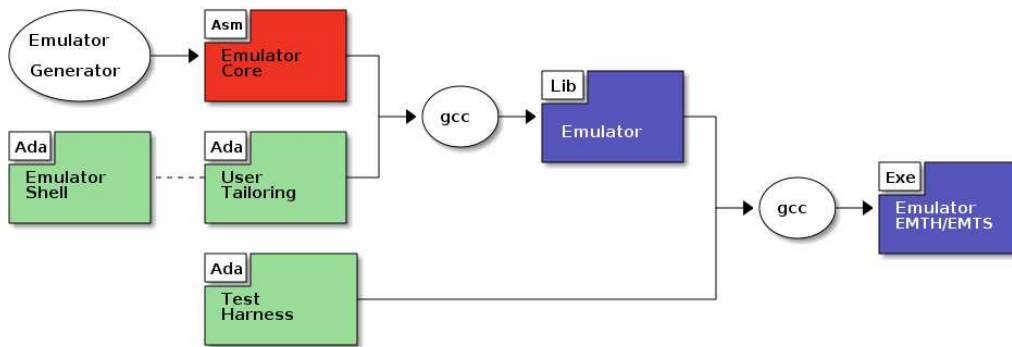 Emulator
Generator
Asm
Emulator
Core
gcc
Lib
Emulator
Ada
Emulator
Shell
Ada
User
Tailoring
gcc
Exe
Emulator
EMTH/EMTS
Ada
Test
Harness